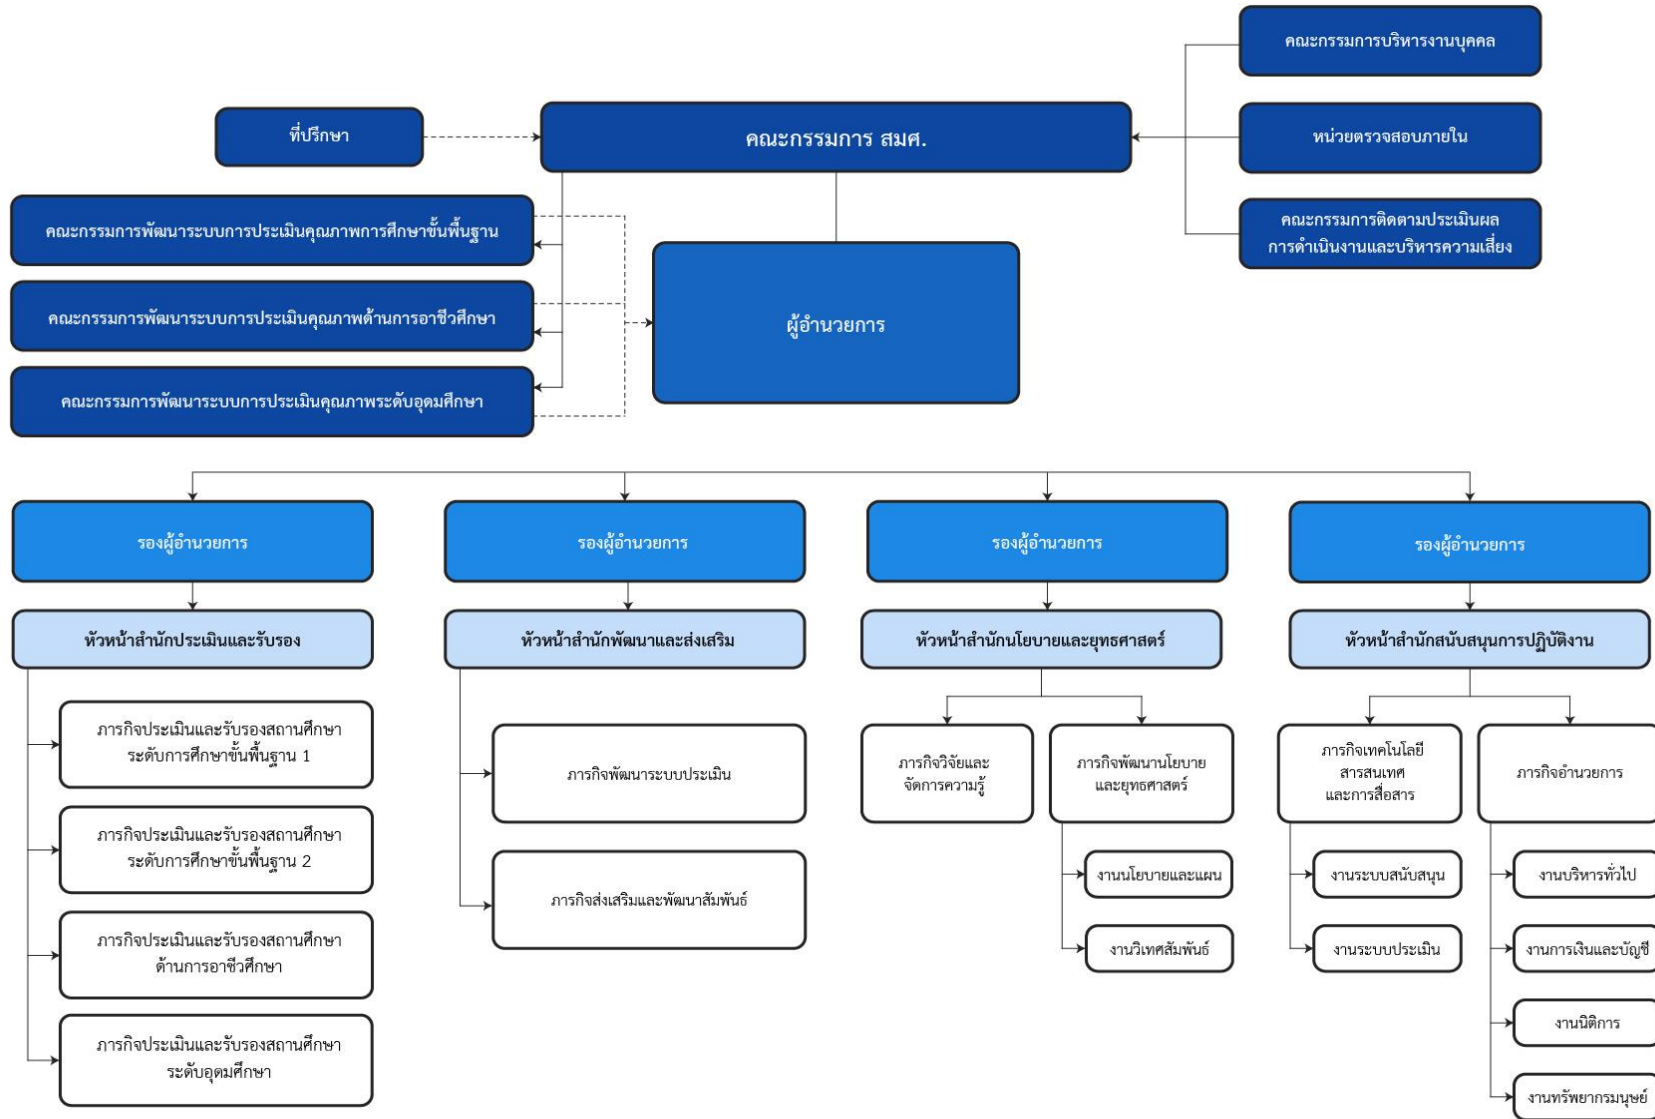 คณะกรรมการบริหารงานบุคคล
ที่ปรึกษา
คณะกรรมการ สมศ.
หน่วยตรวจสอบภายใน
คณะกรรมการติดตามประเมินผล
การดำเนินงานและบริหารความเสี่ยง
คณะกรรมการพัฒนาระบบการประเมินคุณภาพการศึกษาขั้นพื้นฐาน
คณะกรรมการพัฒนาระบบการประเมินคุณภาพด้านการอาชีวศึกษา
คณะกรรมการพัฒนาระบบการประเมินคุณภาพระดับอุดมศึกษา
ผู้อำนวยการ
รองผู้อำนวยการ
รองผู้อำนวยการ
รองผู้อำนวยการ
รองผู้อำนวยการ
หัวหน้าสำนักประเมินและรับรอง
หัวหน้าสำนักพัฒนาและส่งเสริม
หัวหน้าสำนักนโยบายและยุทธศาสตร์
หัวหน้าสำนักสนับสนุนการปฏิบัติงาน
ภารกิจประเมินและรับรองสถานศึกษา
ระดับการศึกษาขั้นพื้นฐาน 1
ภารกิจประเมินและรับรองสถานศึกษา
ระดับการศึกษาขั้นพื้นฐาน 2
ภารกิจประเมินและรับรองสถานศึกษา
ด้านการอาชีวศึกษา
ภารกิจประเมินและรับรองสถานศึกษา
ระดับอุดมศึกษา
ภารกิจพัฒนาระบบประเมิน
ภารกิจส่งเสริมและพัฒนาสัมพันธ์
ภารกิจวิจัยและ
จัดการความรู้
ภารกิจพัฒนานโยบาย
และยุทธศาสตร์
งานนโยบายและแผน
งานวิเทศสัมพันธ์
ภารกิจเทคโนโลยี
สารสนเทศ
และการสื่อสาร
งานระบบสนับสนุน
งานระบบประเมิน
ภารกิจอำนวยการ
งานบริหารทั่วไป
งานการเงินและบัญชี
งานนิติการ
งานทรัพยากรมนุษย์